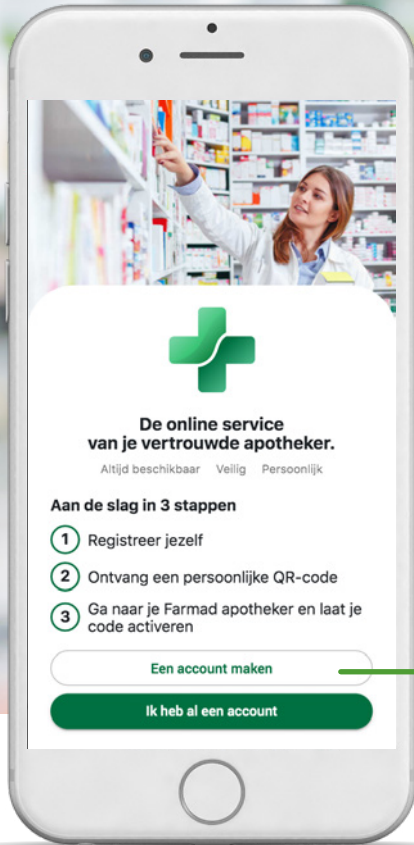 De online service
van je vertrouwde apotheker.
Altijd beschikbaar Veilig Persoonlijk
Aan de slag in 3 stappen
1 Registreer jezelf
2 Ontvang een persoonlijke QR-code
3 Ga naar je Farmad apotheker en laat je
code activeren
Een account maken
Ik heb al een account